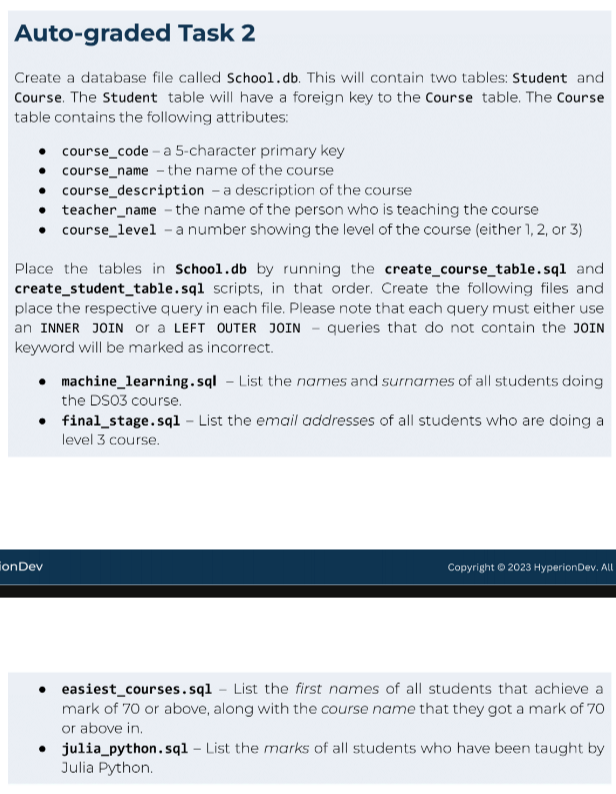 Auto-graded Task 2
Create a database file called School.db. This will contain two tables: Student and
Course. The Student table will have a foreign key to the Course table. The Course
table contains the following attributes:
● course_code – a 5-character primary key
● course_name – the name of the course
● course_description – a description of the course
● teacher_name – the name of the person who is teaching the course
● course_level – a number showing the level of the course (either 1, 2, or 3)
Place the tables in School.db by running the create_course_table.sql and
create_student_table.sql scripts, in that order. Create the following files and
place the respective query in each file. Please note that each query must either use
an INNER JOIN or a LEFT OUTER JOIN – queries that do not contain the JOIN
keyword will be marked as incorrect.
● machine_learning.sql – List the names and surnames of all students doing
the DS03 course.
● final_stage.sql – List the email addresses of all students who are doing a
level 3 course.
ionDev
Copyright © 2023 HyperionDev. All
● easiest_courses.sql – List the first names of all students that achieve a
mark of 70 or above, along with the course name that they got a mark of 70
or above in.
● julia_python.sql – List the marks of all students who have been taught by
Julia Python.